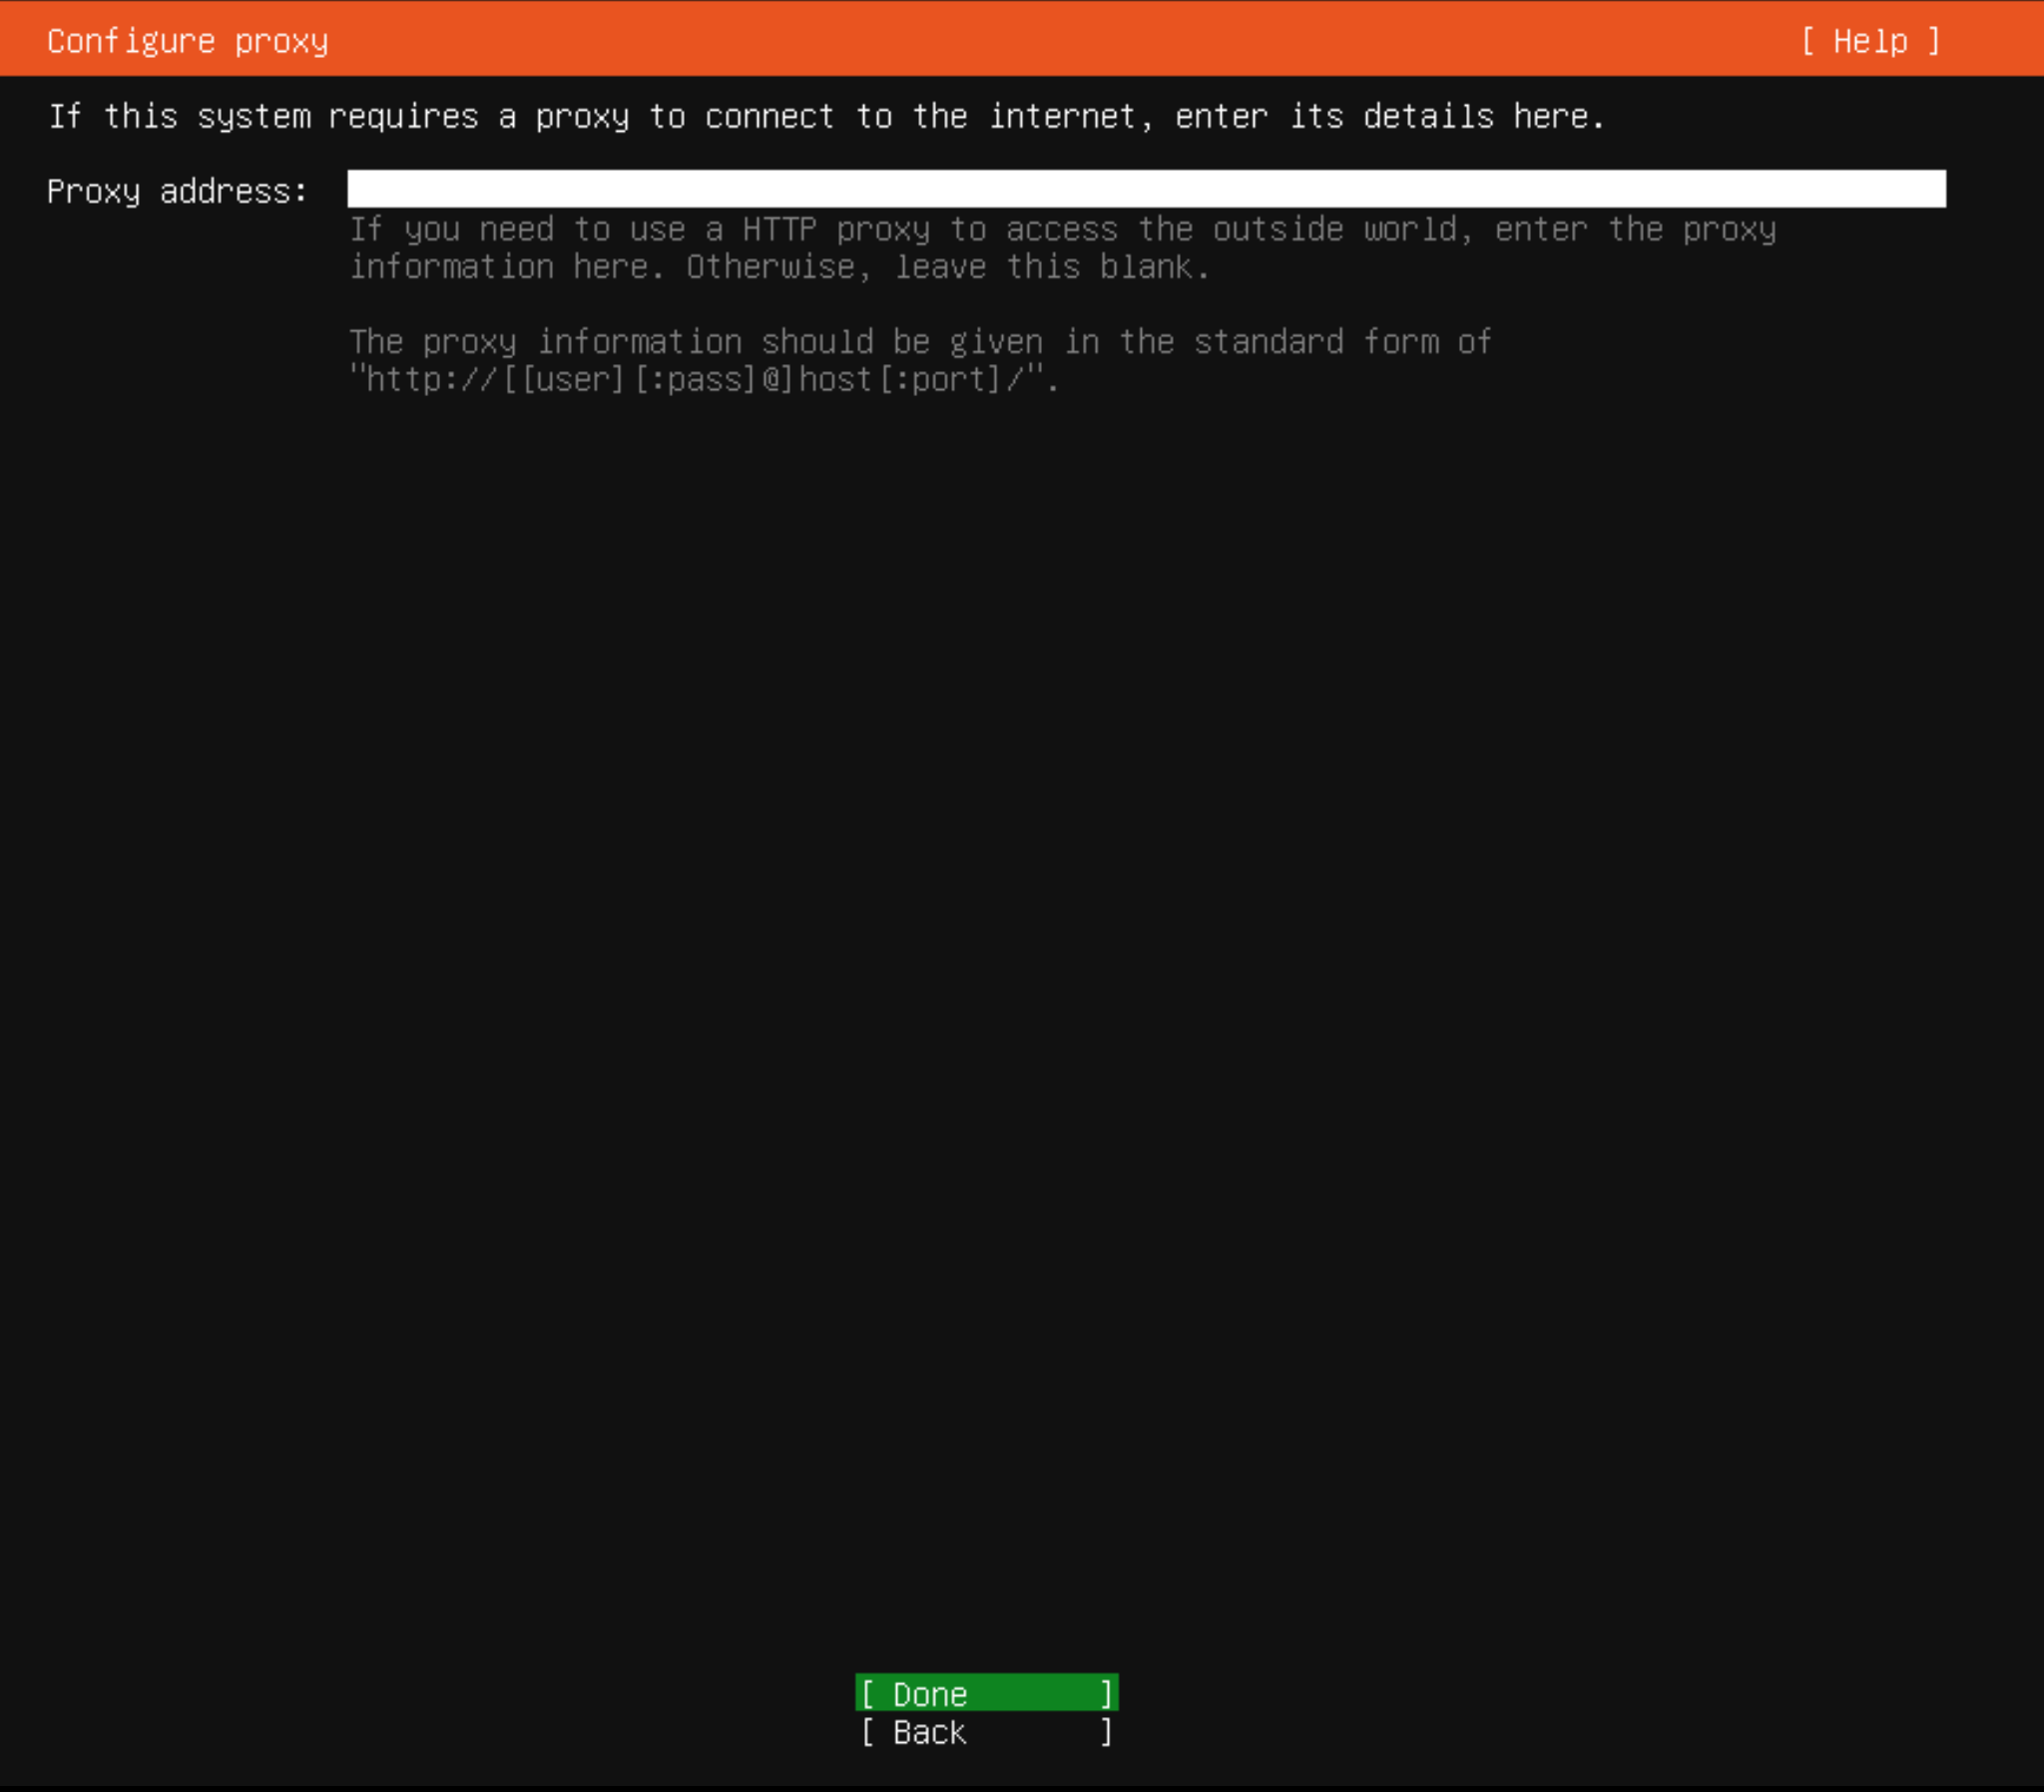 Configure proxy [ Help ]
If this system requires a proxy to connect to the internet, enter its details here.
Proxy address:
If you need to use a HTTP proxy to access the outside world, enter the proxy
information here. Otherwise, leave this blank.
The proxy information should be given in the standard form of
"http://[[user][:pass]@]host[:port]/".
[ Done ]
[ Back ]